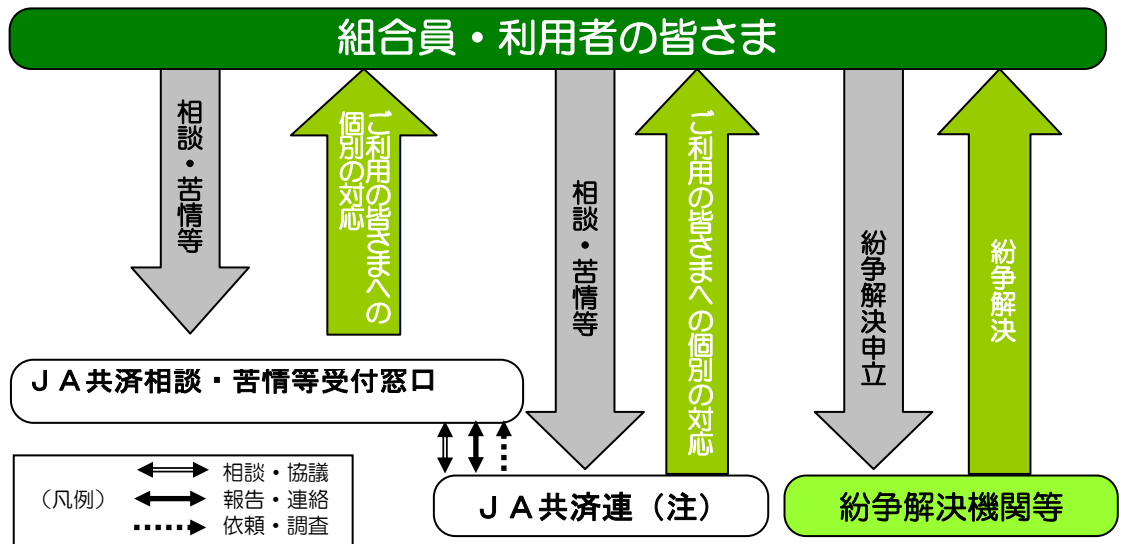 組合員・利用者の皆さま
相談・苦情等
ご利用の皆さまへの
個別の対応
相談・苦情等
ご利用の皆さまへの個別の対応
紛争解決申立
紛争解決
ＪＡ共済相談・苦情等受付窓口
ＪＡ共済連（注）
紛争解決機関等
（凡例）
相談・協議
報告・連絡
依頼・調査